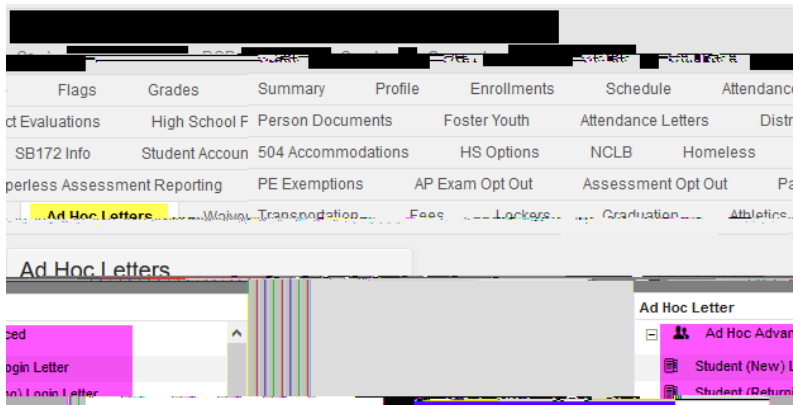 Flags Grades Summary Profile Enrollments Schedule Attendance
ct Evaluations High School F Person Documents Foster Youth Attendance Letters Distr
SB172 Info Student Accoun 504 Accommodations HS Options NCLB Homeless
perless Assessment Reporting PE Exemptions AP Exam Opt Out Assessment Opt Out Pa
Ad Hoc Letters Waiver Transportation Fees Lockers Graduation Athletics
Ad Hoc Letters
Ad Hoc Letter
ced Ad Hoc Advan
ogin Letter Student (New) L
ng) Login Letter Student (Returni